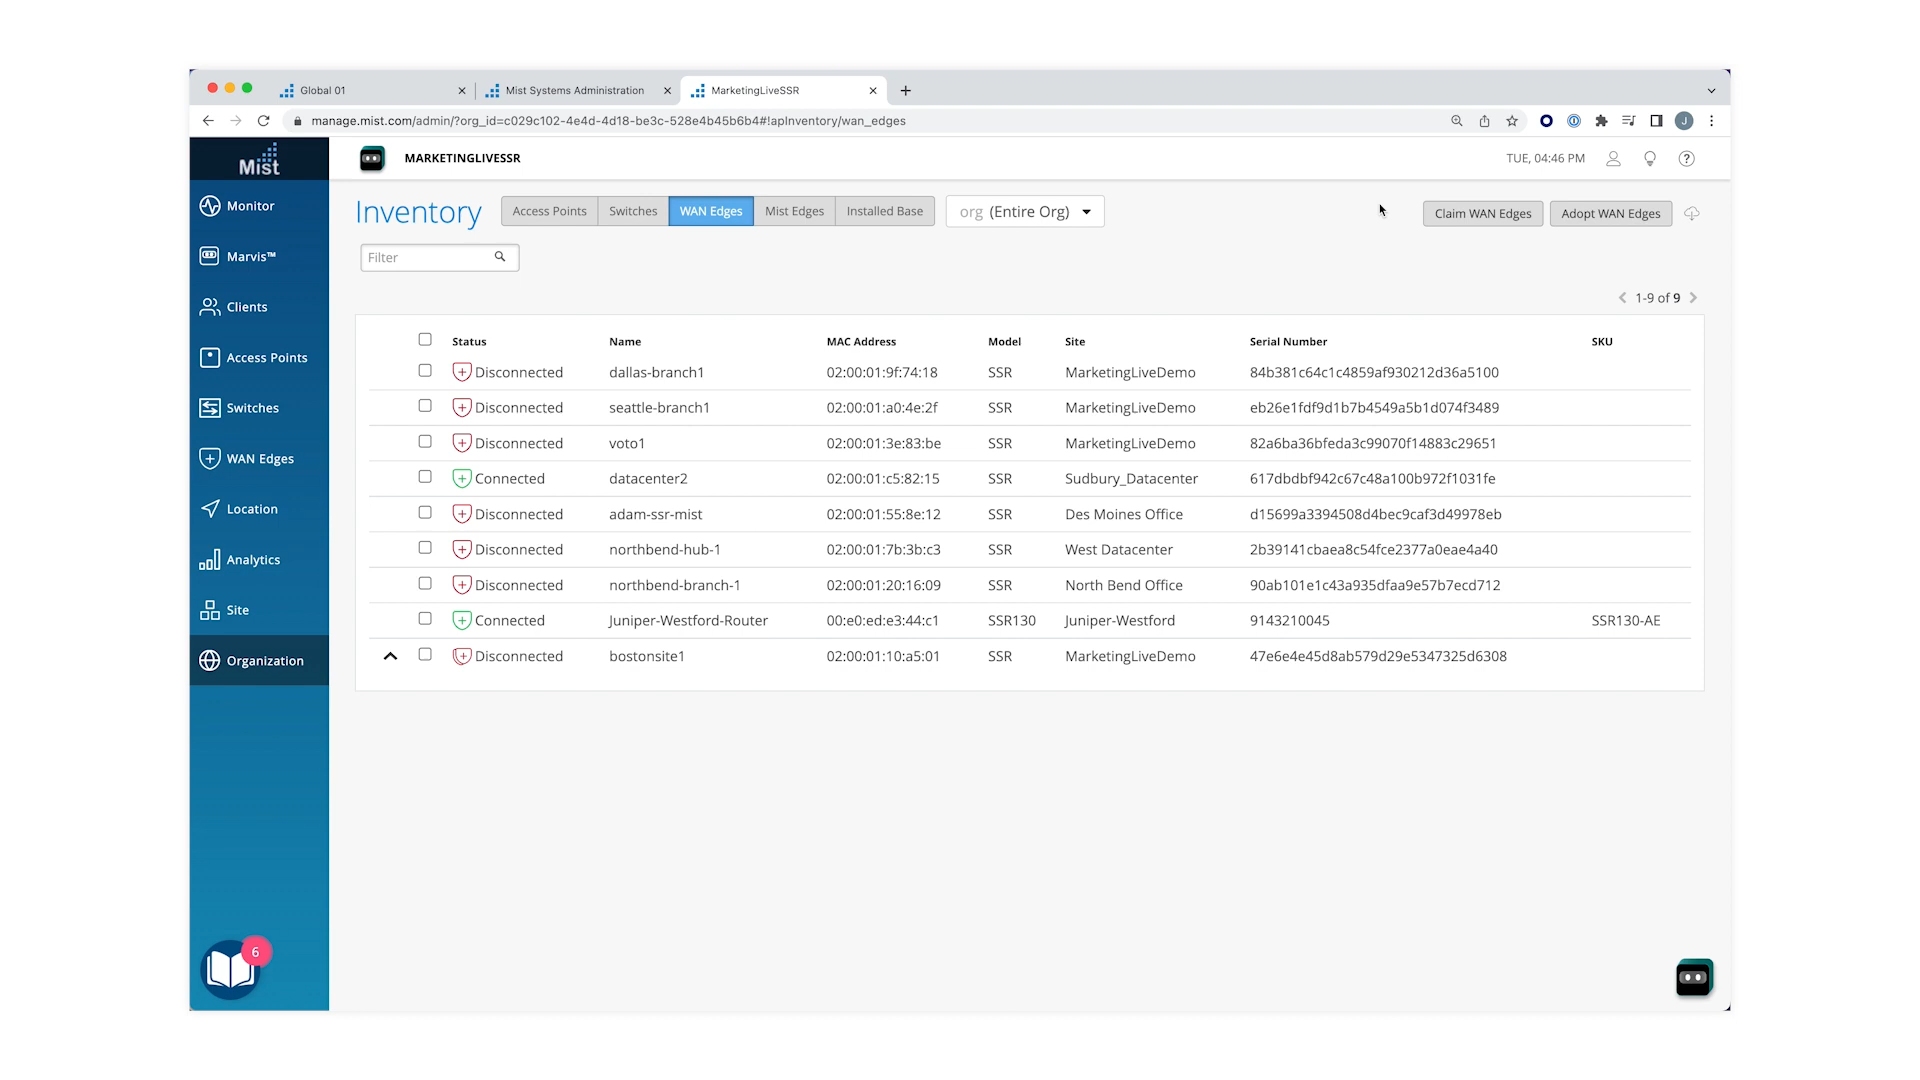 Global 01
Mist Systems Administration
MarketingLiveSSR
manage.mist.com/admin/?org_id=c029c102-4e4d-4d18-be3c-528e4b45b6b4#!apInventory/wan_edges
J
Mist
MARKETINGLIVESSR
TUE, 04:46 PM
Monitor
Marvis™
Clients
Access Points
Switches
WAN Edges
Location
Analytics
Site
Organization
6
Inventory
Access Points Switches WAN Edges Mist Edges Installed Base
org (Entire Org)
Claim WAN Edges Adopt WAN Edges
Filter
1-9 of 9
Status Name MAC Address Model Site Serial Number SKU
Disconnected dallas-branch1 02:00:01:9f:74:18 SSR MarketingLiveDemo 84b381c64c1c4859af930212d36a5100
Disconnected seattle-branch1 02:00:01:a0:4e:2f SSR MarketingLiveDemo eb26e1fdf9d1b7b4549a5b1d074f3489
Disconnected voto1 02:00:01:3e:83:be SSR MarketingLiveDemo 82a6ba36bfeda3c99070f14883c29651
Connected datacenter2 02:00:01:c5:82:15 SSR Sudbury_Datacenter 617dbdbf942c67c48a100b972f1031fe
Disconnected adam-ssr-mist 02:00:01:55:8e:12 SSR Des Moines Office d15699a3394508d4bec9caf3d49978eb
Disconnected northbend-hub-1 02:00:01:7b:3b:c3 SSR West Datacenter 2b39141cbaea8c54fce2377a0eae4a40
Disconnected northbend-branch-1 02:00:01:20:16:09 SSR North Bend Office 90ab101e1c43a935dfaa9e57b7ecd712
Connected Juniper-Westford-Router 00:e0:ed:e3:44:c1 SSR130 Juniper-Westford 9143210045 SSR130-AE
Disconnected bostonsite1 02:00:01:10:a5:01 SSR MarketingLiveDemo 47e6e4e45d8ab579d29e5347325d6308